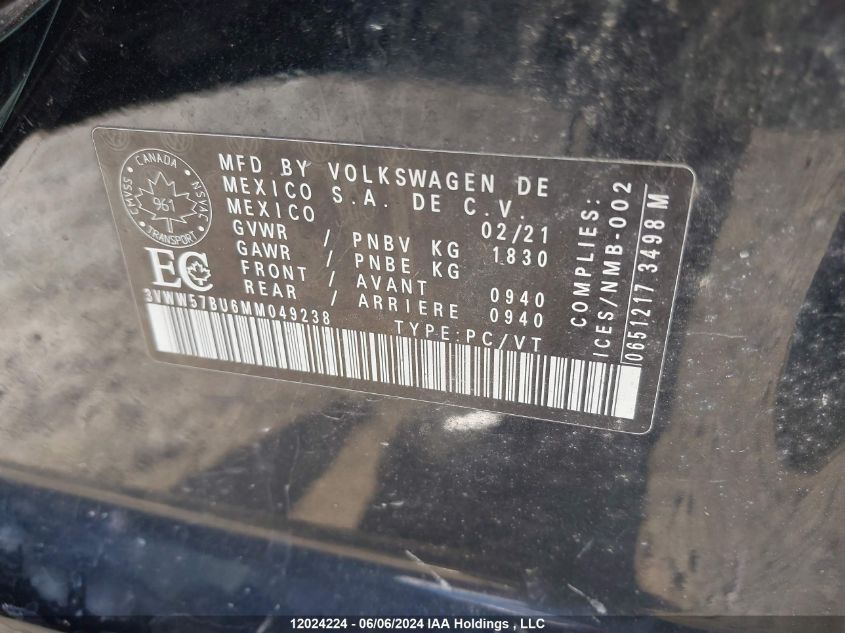 CANADA
CMVSS NSVAC
961
TRANSPORT
EC
MFD BY VOLKSWAGEN DE
MEXICO S.A. DE C.V.
MEXICO 02/21
GVWR / PNBV KG 1830
GAWR / PNBE KG
FRONT / AVANT 0940
REAR / ARRIERE 0940
3VWW57BU6MM049238 TYPE:PC/VT
COMPLIES:
ICES/NMB-002
0651217 3498 M
12024224 - 06/06/2024 IAA Holdings , LLC